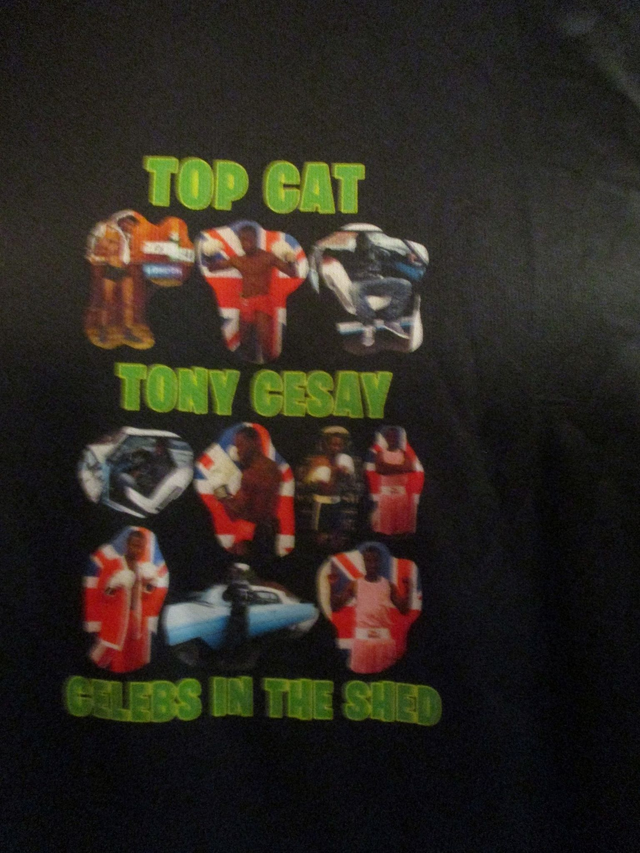 TOP CAT
TONY CESAY
CELEBS IN THE SHED